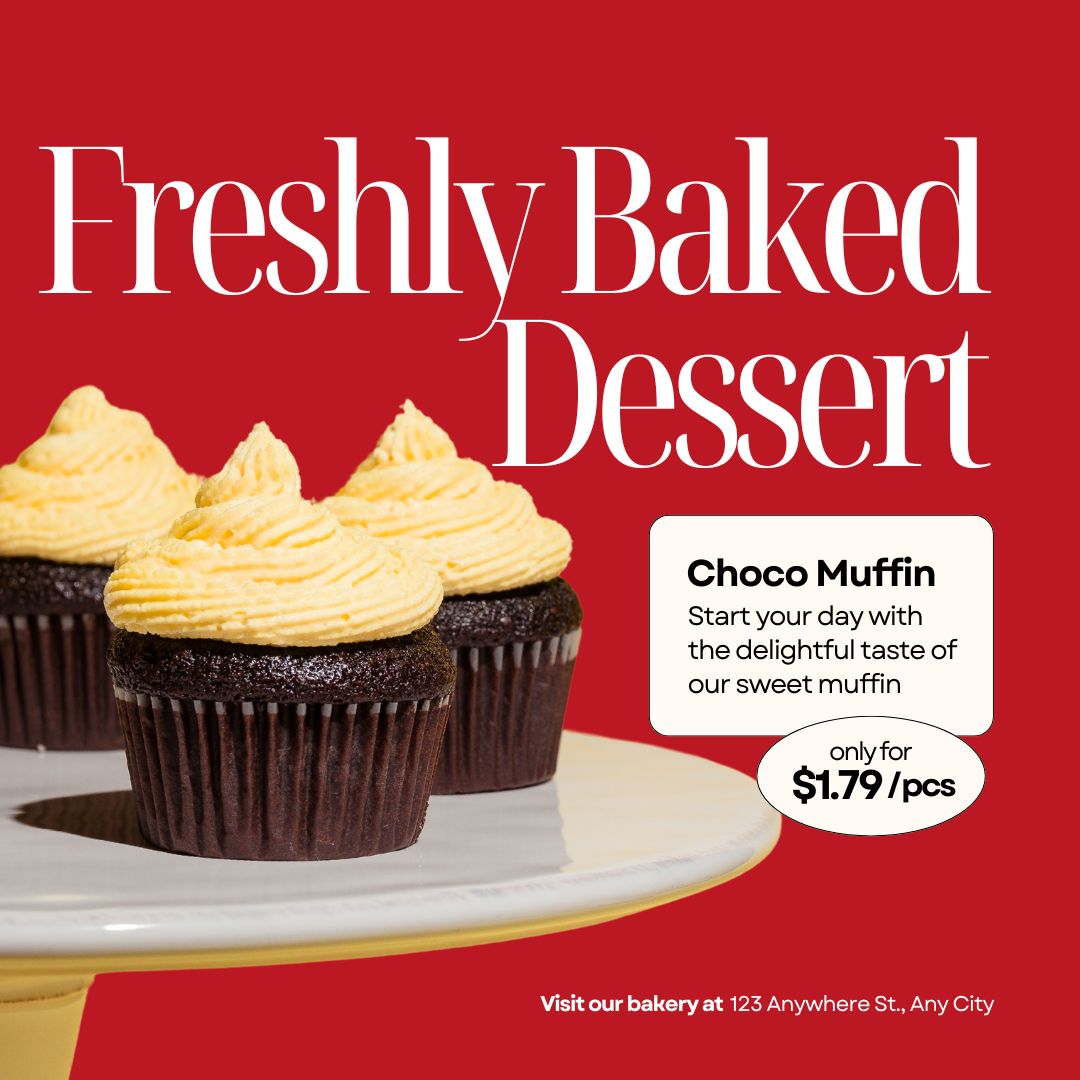 Freshly Baked
Dessert
Choco Muffin
Start your day with
the delightful taste of
our sweet muffin
only for
$1.79 /pcs
Visit our bakery at 123 Anywhere St., Any City